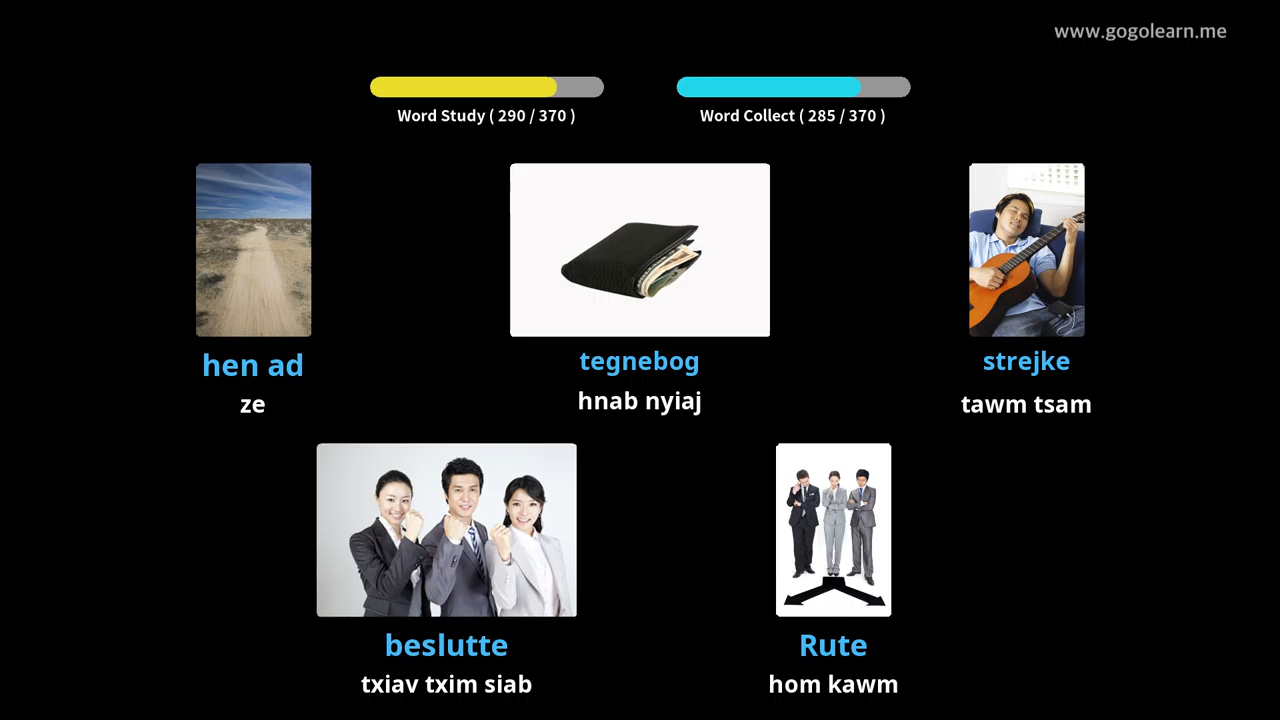 www.gogolearn.me
Word Study ( 290 / 370 )
Word Collect ( 285 / 370 )
hen ad
ze
tegnebog
hnab nyiaj
strejke
tawm tsam
beslutte
txiav txim siab
Rute
hom kawm